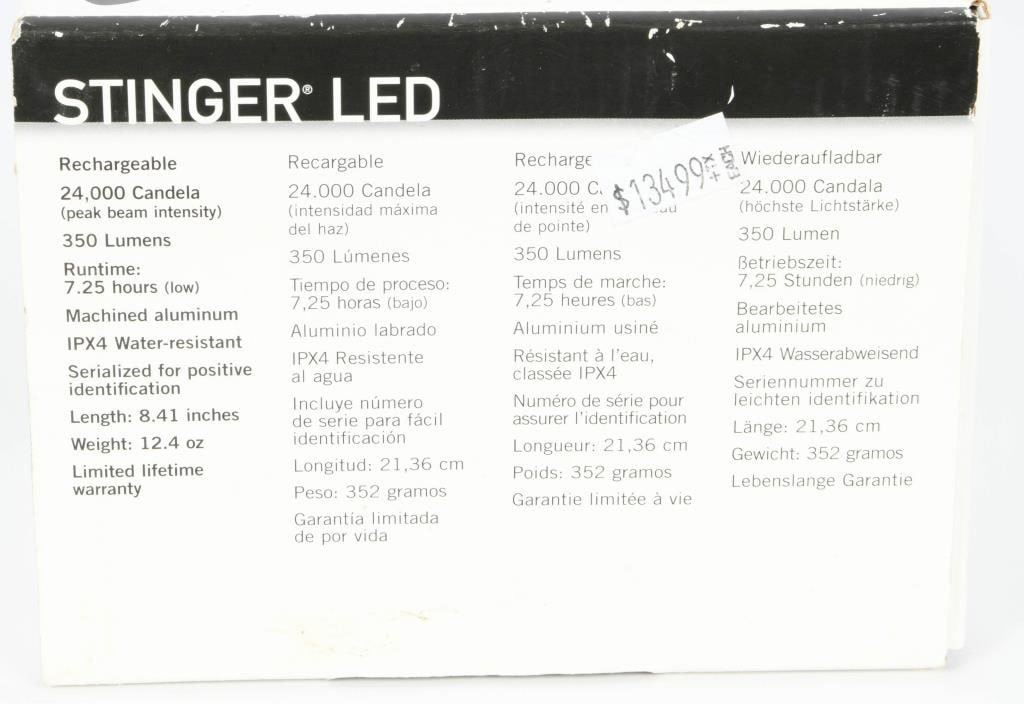 STINGER® LED
Rechargeable
24,000 Candela
(peak beam intensity)
350 Lumens
Runtime:
7.25 hours (low)
Machined aluminum
IPX4 Water-resistant
Serialized for positive
identification
Length: 8.41 inches
Weight: 12.4 oz
Limited lifetime
warranty
Recargable
24.000 Candela
(intensidad máxima
del haz)
350 Lúmenes
Tiempo de proceso:
7,25 horas (bajo)
Aluminio labrado
IPX4 Resistente
al agua
Incluye número
de serie para fácil
identificación
Longitud: 21,36 cm
Peso: 352 gramos
Garantía limitada
de por vida
24.000
(intensité en
de pointe)
350 Lumens
Temps de marche:
7,25 heures (bas)
Aluminium usiné
Résistant à l'eau,
classée IPX4
Numéro de série pour
assurer l'identification
Longueur: 21,36 cm
Poids: 352 gramos
Garantie limitée à vie
$134.99
Wiederaufladbar
24.000 Candala
(höchste Lichtstärke)
350 Lumen
Betriebszeit:
7,25 Stunden (niedrig)
Bearbeitetes
aluminium
IPX4 Wasserabweisend
Seriennummer zu
leichten identifikation
Länge: 21,36 cm
Gewicht: 352 gramos
Lebenslange Garantie